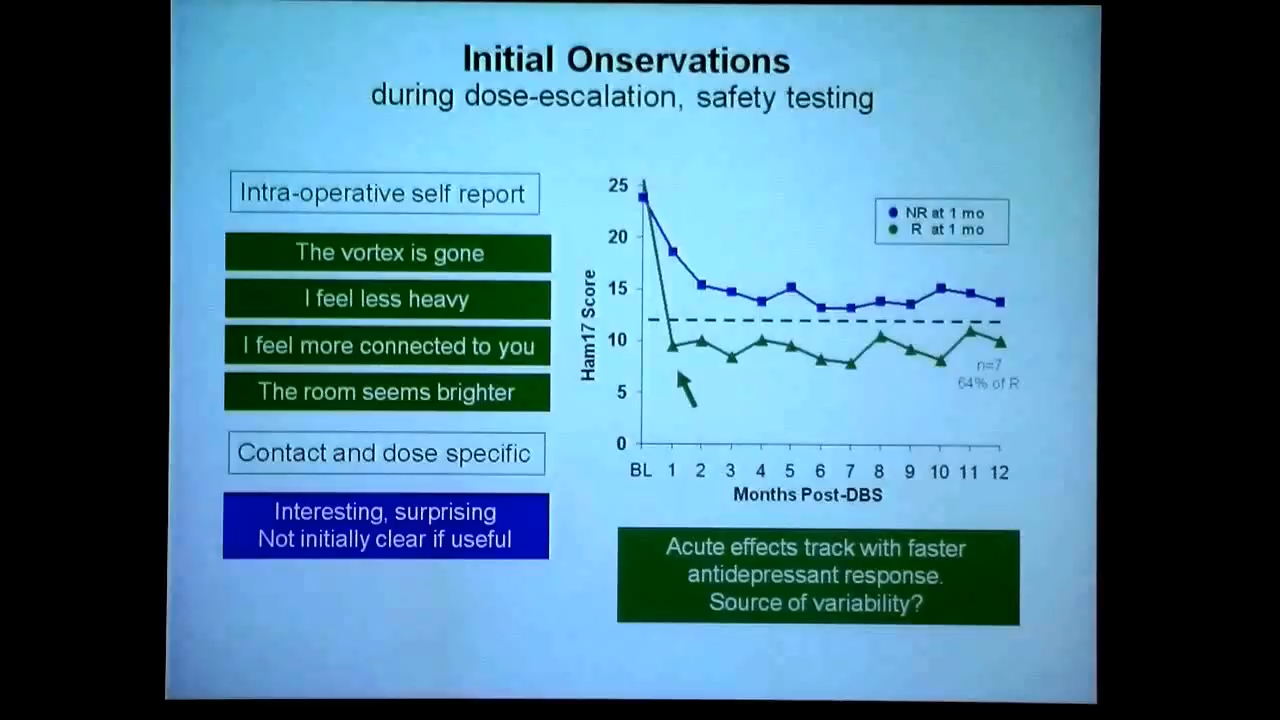 Initial Onservations
during dose-escalation, safety testing
Intra-operative self report
The vortex is gone
I feel less heavy
I feel more connected to you
The room seems brighter
Contact and dose specific
Interesting, surprising
Not initially clear if useful
Ham17 Score
25
20
15
10
5
0
NR at 1 mo
R at 1 mo
n=7
64% of R
BL 1 2 3 4 5 6 7 8 9 10 11 12
Months Post-DBS
Acute effects track with faster
antidepressant response.
Source of variability?